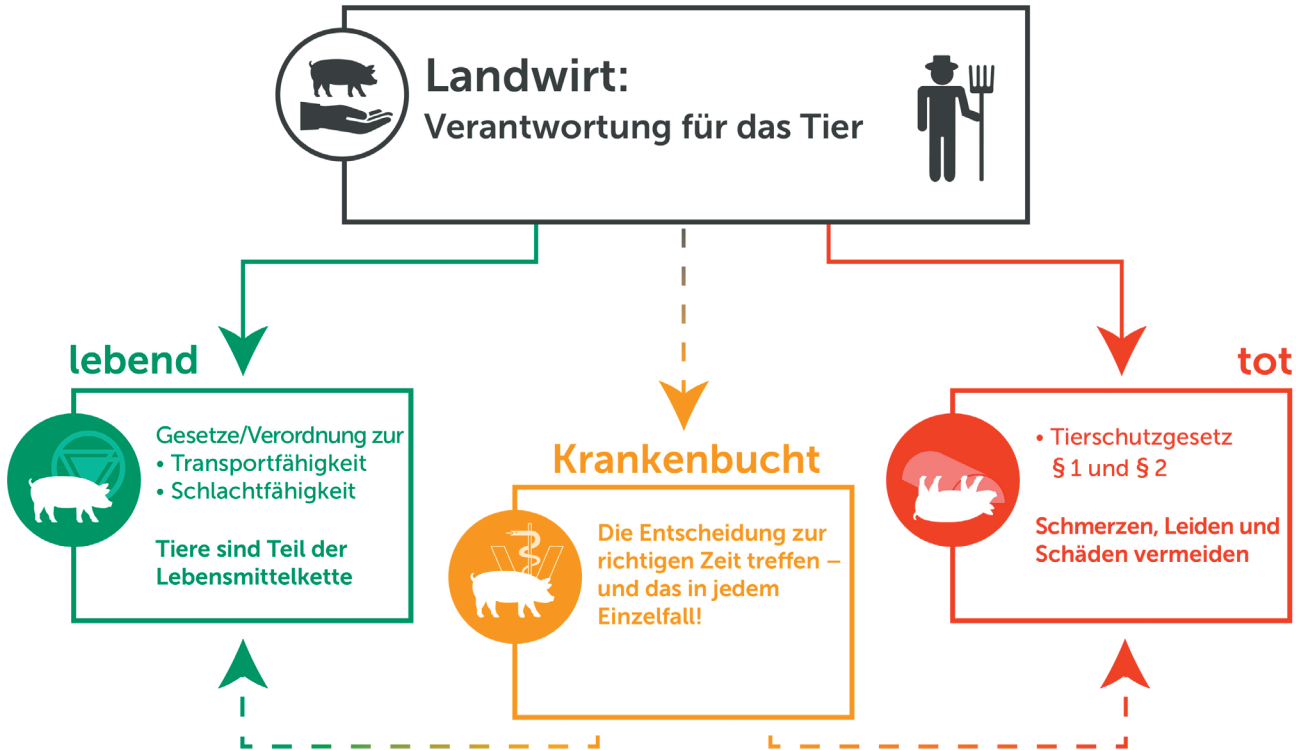 Landwirt:
Verantwortung für das Tier
lebend
Gesetze/Verordnung zur
• Transportfähigkeit
• Schlachtfähigkeit
Tiere sind Teil der
Lebensmittelkette
Krankenbucht
Die Entscheidung zur
richtigen Zeit treffen –
und das in jedem
Einzelfall!
tot
• Tierschutzgesetz
§ 1 und § 2
Schmerzen, Leiden und
Schäden vermeiden